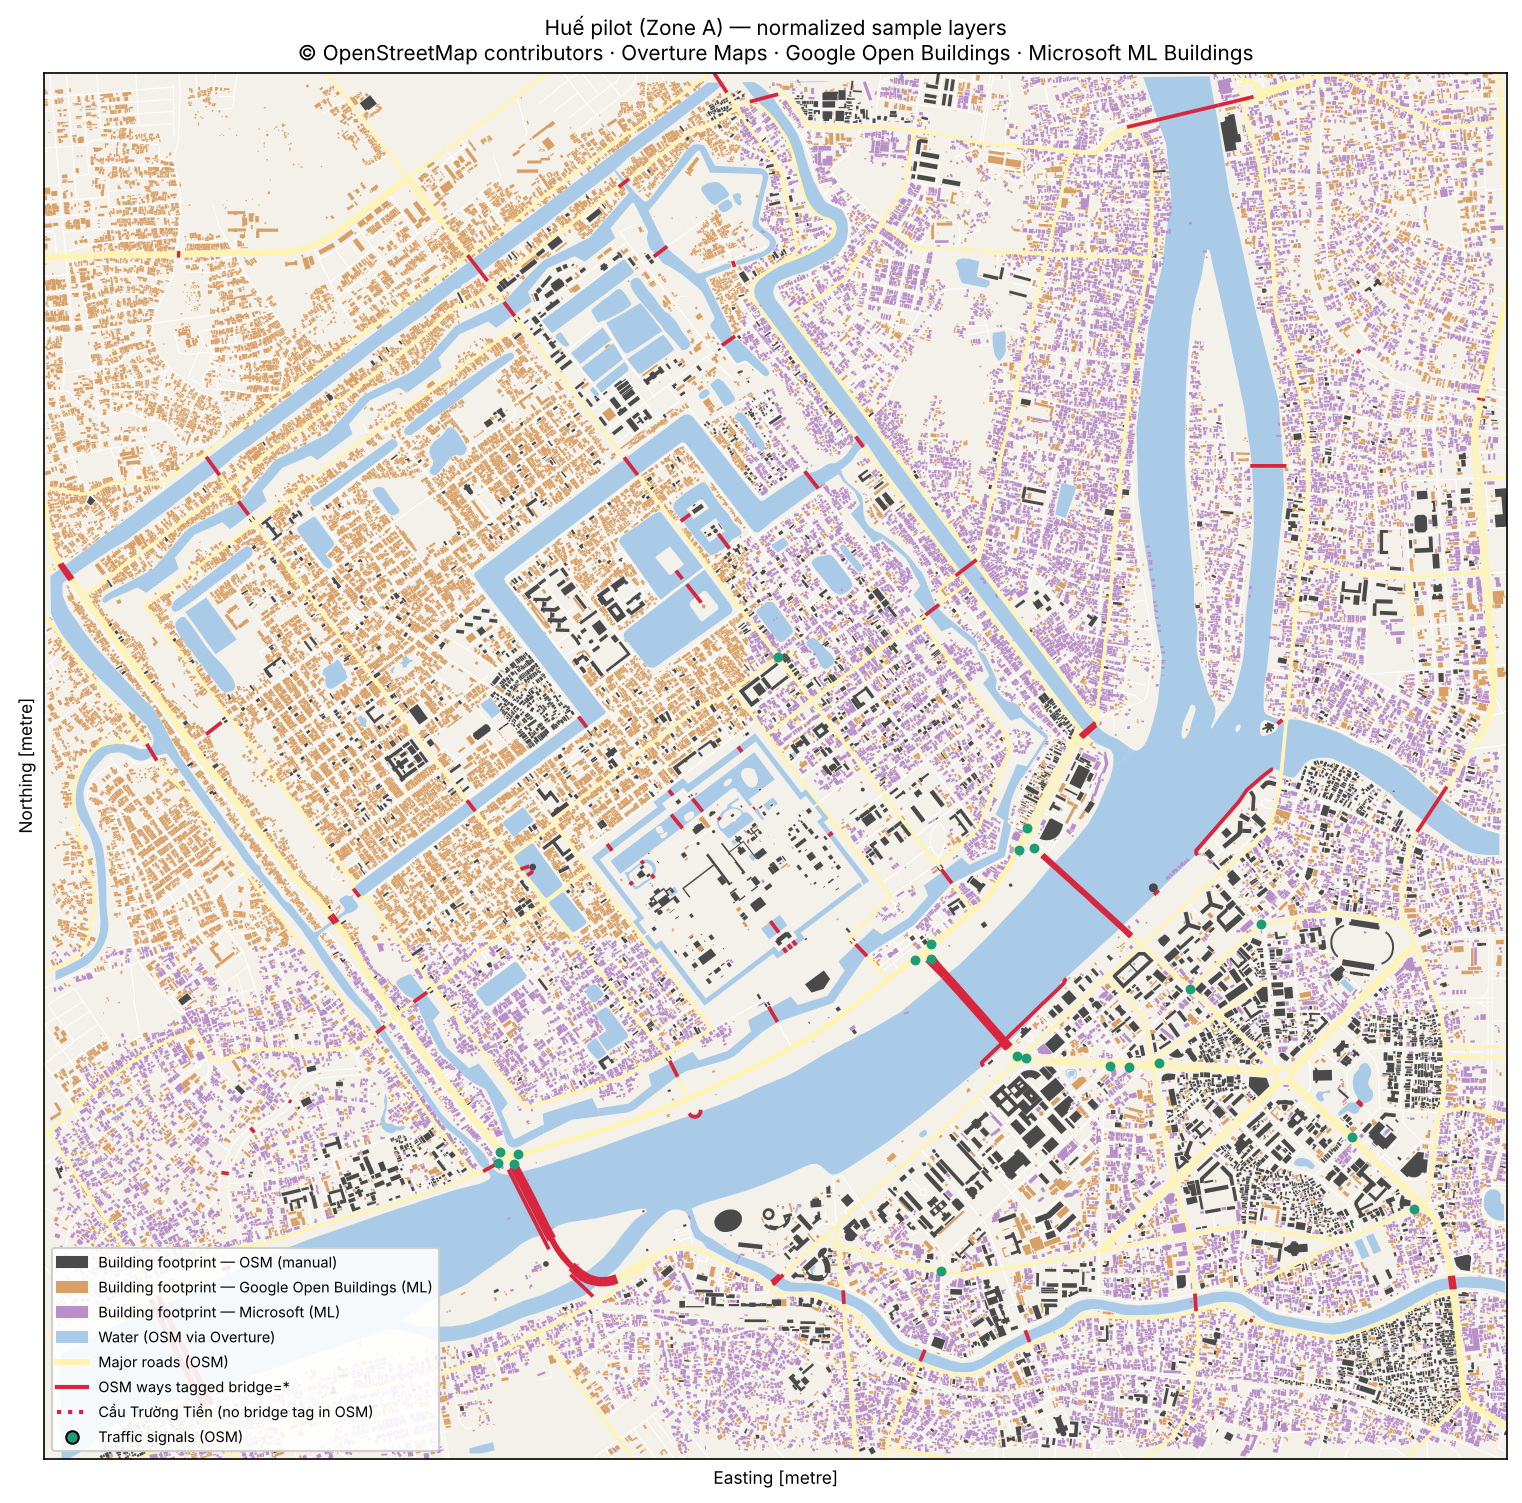 Huế pilot (Zone A) — normalized sample layers
© OpenStreetMap contributors · Overture Maps · Google Open Buildings · Microsoft ML Buildings
Northing [metre]
Building footprint — OSM (manual)
Building footprint — Google Open Buildings (ML)
Building footprint — Microsoft (ML)
Water (OSM via Overture)
Major roads (OSM)
OSM ways tagged bridge=*
Cầu Trường Tiền (no bridge tag in OSM)
Traffic signals (OSM)
Easting [metre]